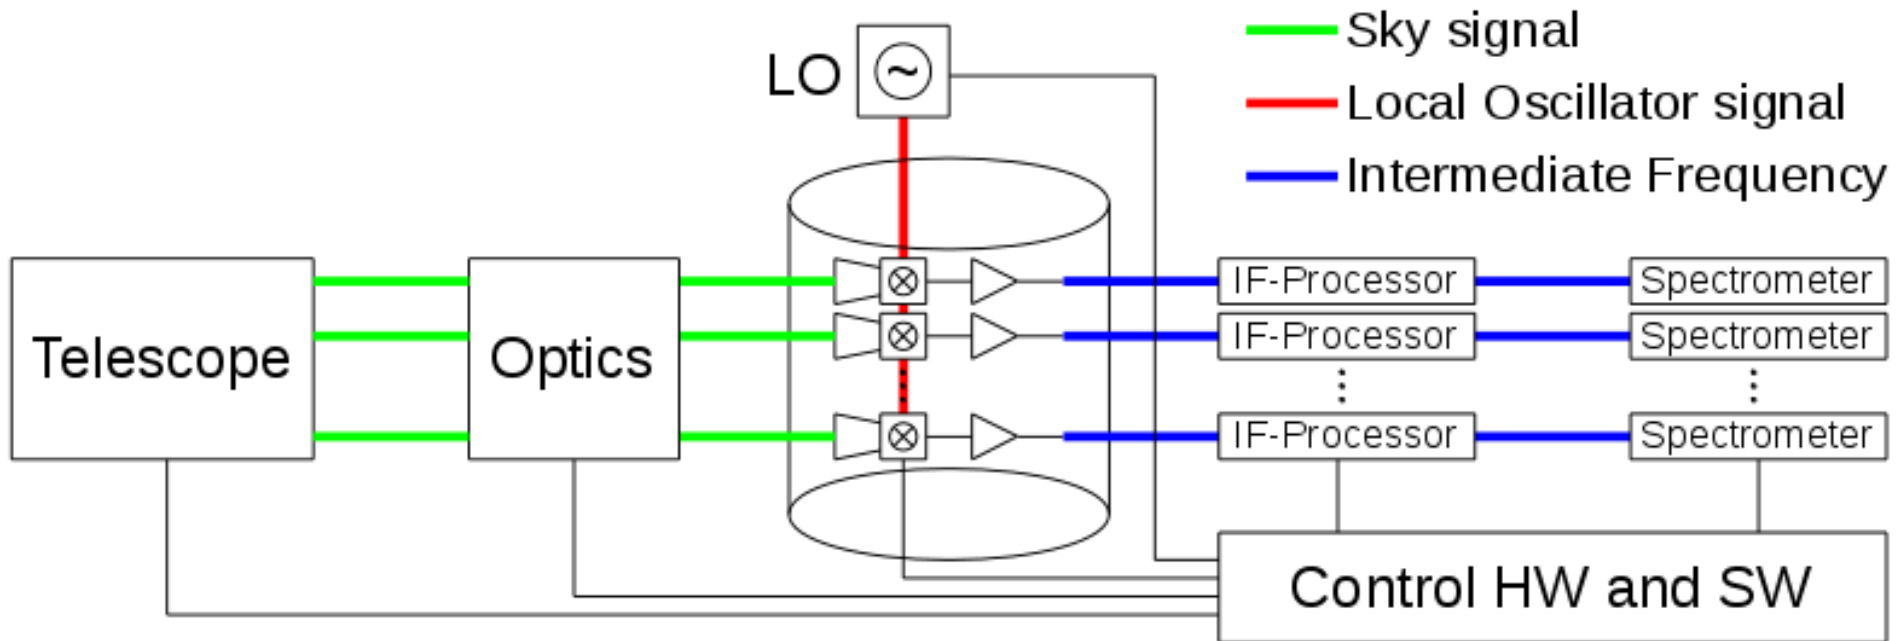 LO
~
Sky signal
Local Oscillator signal
Intermediate Frequency
Telescope
Optics
IF-Processor
Spectrometer
IF-Processor
Spectrometer
IF-Processor
Spectrometer
Control HW and SW